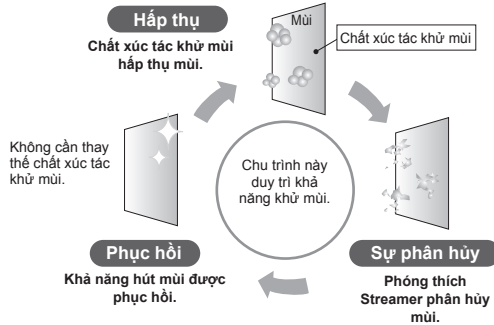 Hấp thụ
Chất xúc tác khử mùi
hấp thụ mùi.
Mùi
Chất xúc tác khử mùi
Không cần thay
thế chất xúc tác
khử mùi.
Chu trình này
duy trì khả
năng khử mùi.
Phục hồi
Khả năng hút mùi được
phục hồi.
Sự phân hủy
Phóng thích
Streamer phân hủy
mùi.